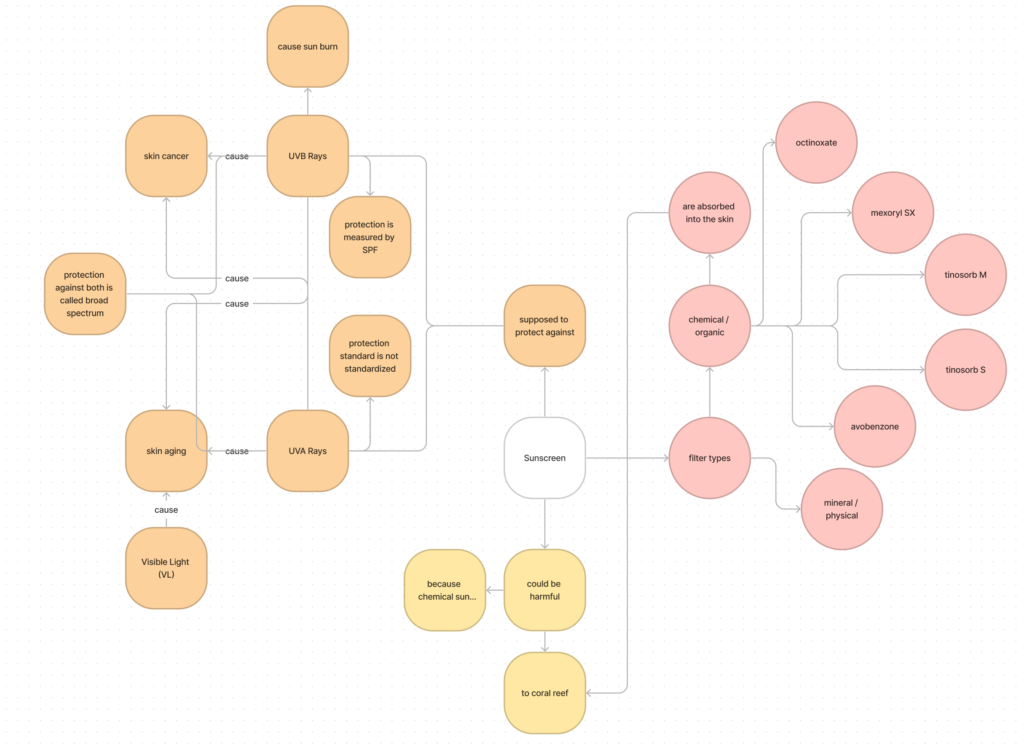 cause sun burn
skin cancer
cause
UVB Rays
octinoxate
are absorbed
into the skin
mexoryl SX
protection is
measured by
SPF
protection
against both is
called broad
spectrum
cause
cause
tinosorb M
supposed to
protect against
chemical /
organic
protection
standard is not
standardized
tinosorb S
avobenzone
skin aging
cause
UVA Rays
Sunscreen
filter types
cause
mineral /
physical
Visible Light
(VL)
because
chemical sun...
could be
harmful
to coral reef